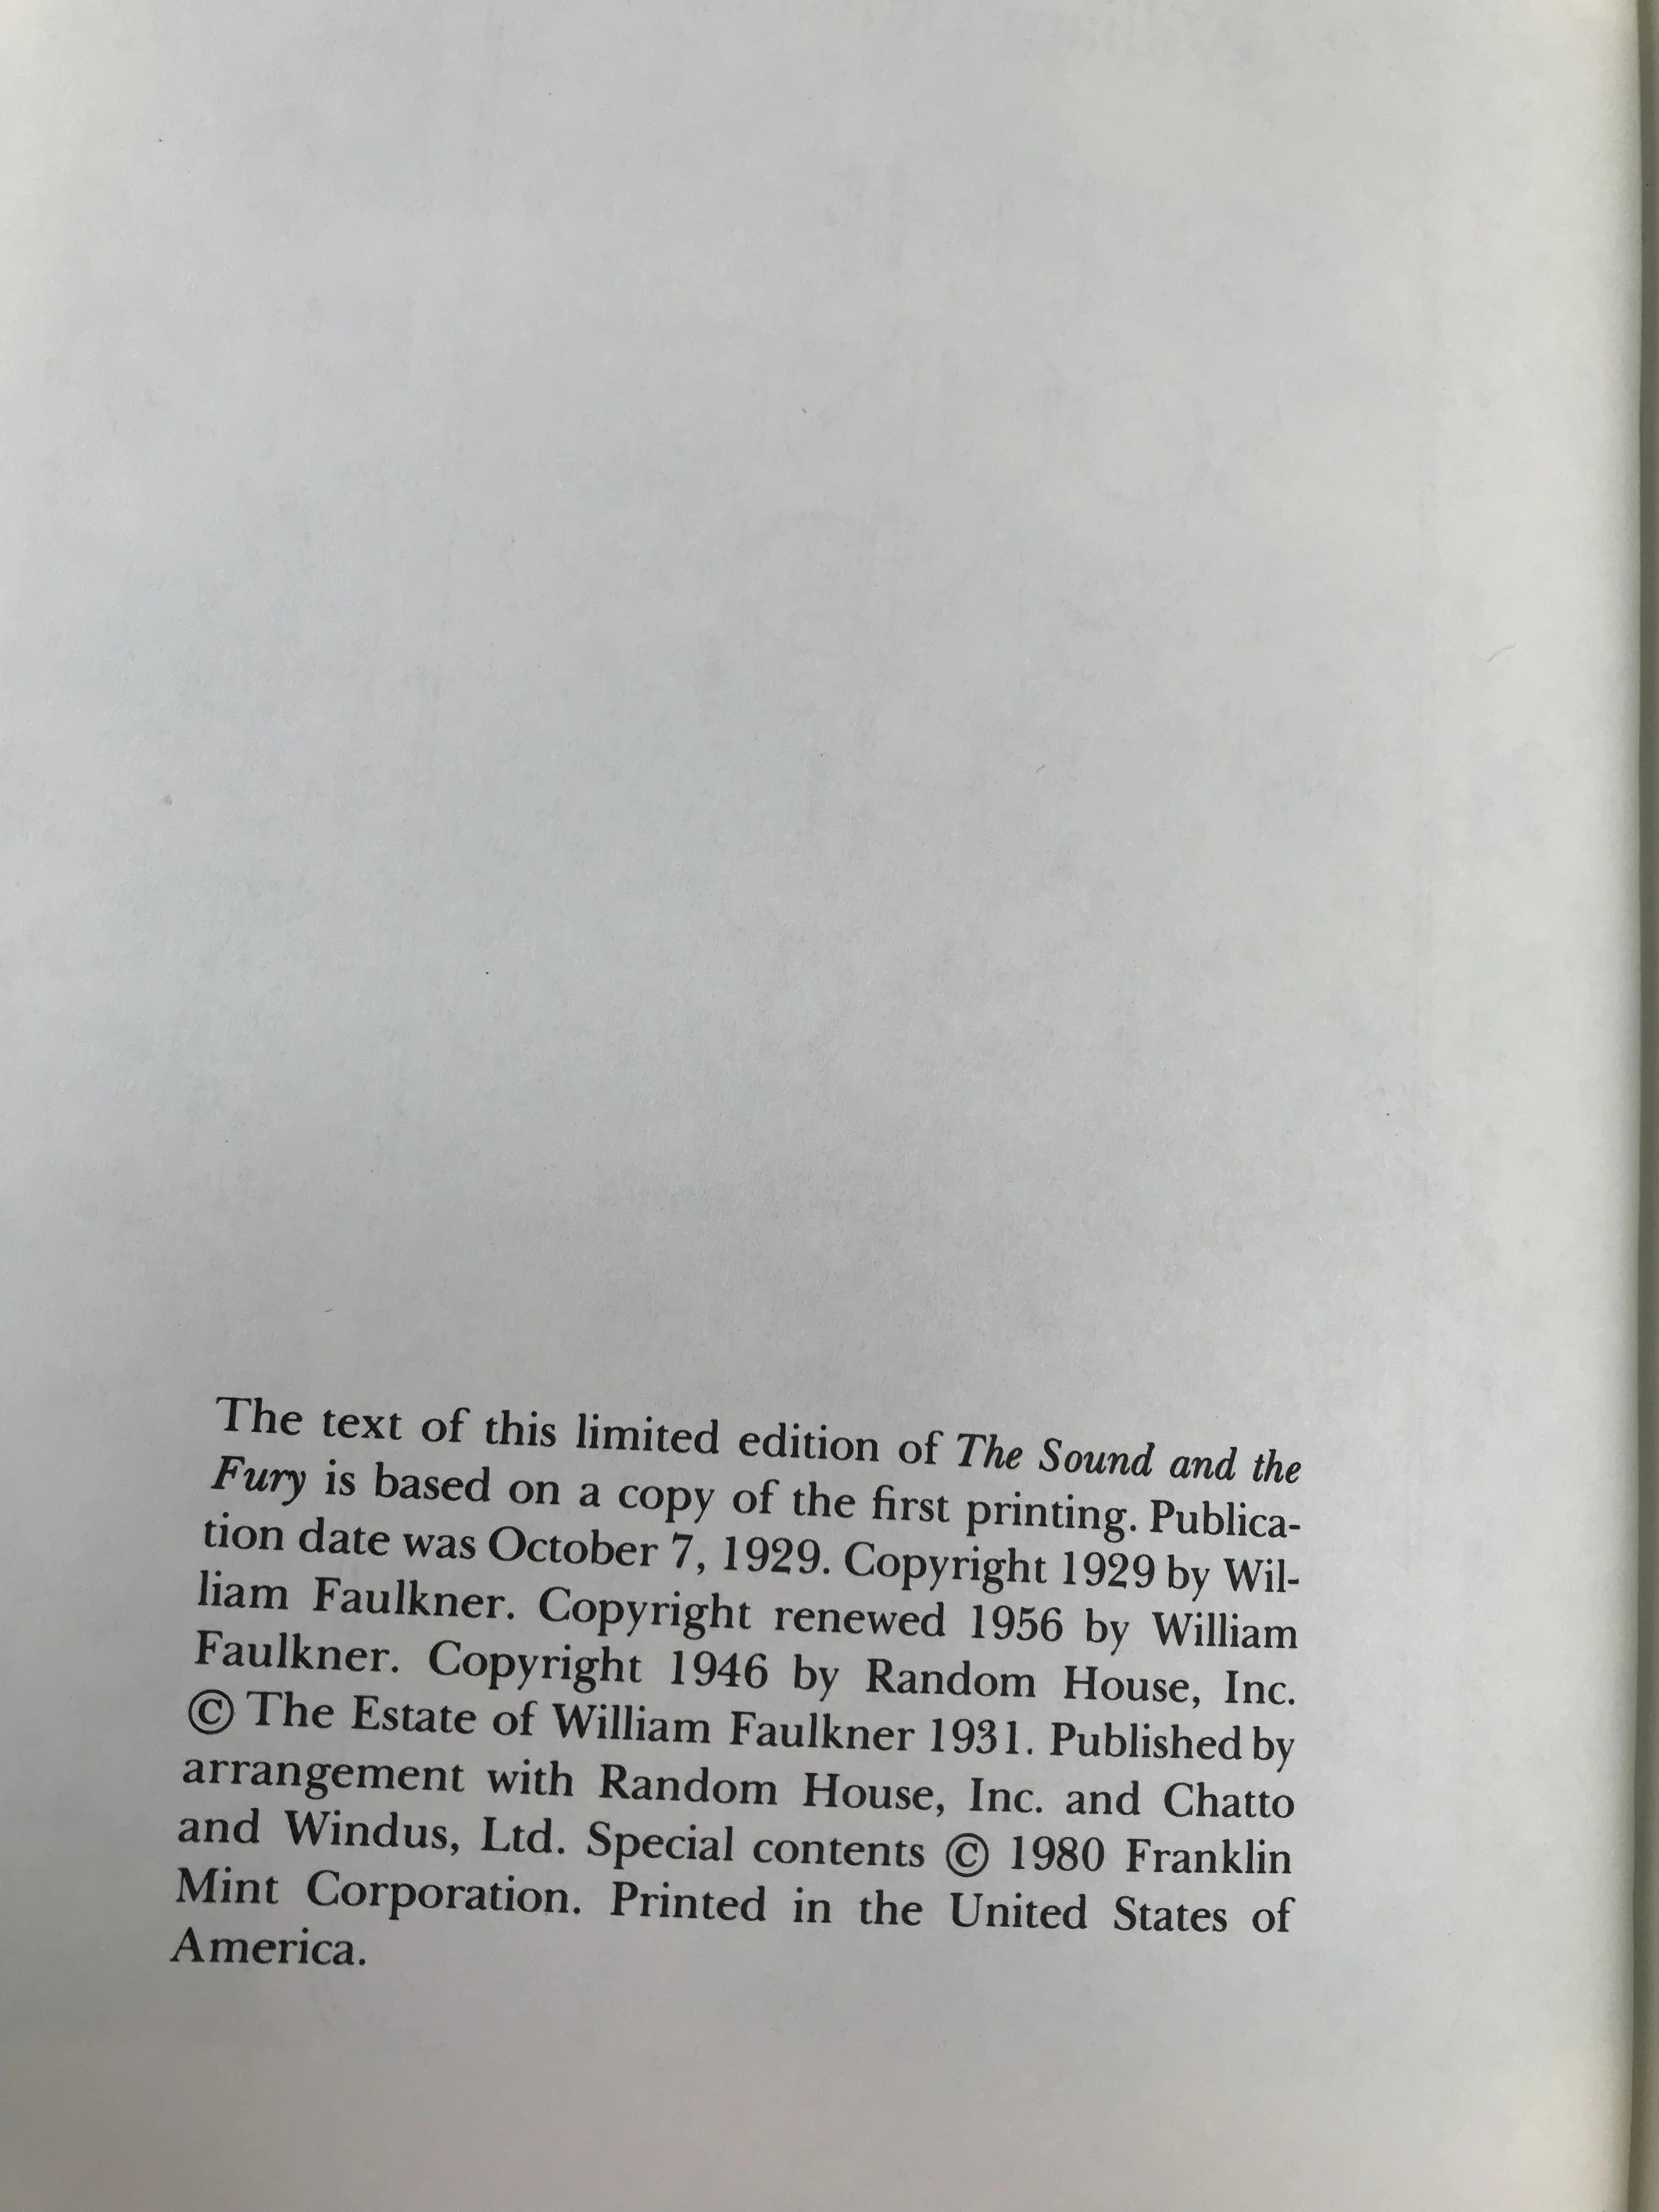 The text of this limited edition of The Sound and the
Fury is based on a copy of the first printing. Publica-
tion date was October 7, 1929. Copyright 1929 by Wil-
liam Faulkner. Copyright renewed 1956 by William
Faulkner. Copyright 1946 by Random House, Inc.
© The Estate of William Faulkner 1931. Published by
arrangement with Random House, Inc. and Chatto
and Windus, Ltd. Special contents © 1980 Franklin
Mint Corporation. Printed in the United States of
America.